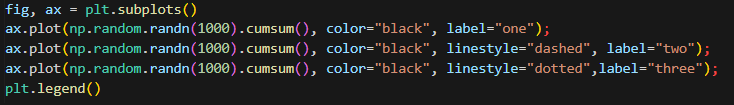 fig, ax = plt.subplots()
ax.plot(np.random.randn(1000).cumsum(), color="black", label="one");
ax.plot(np.random.randn(1000).cumsum(), color="black", linestyle="dashed", label="two");
ax.plot(np.random.randn(1000).cumsum(), color="black", linestyle="dotted",label="three");
plt.legend()